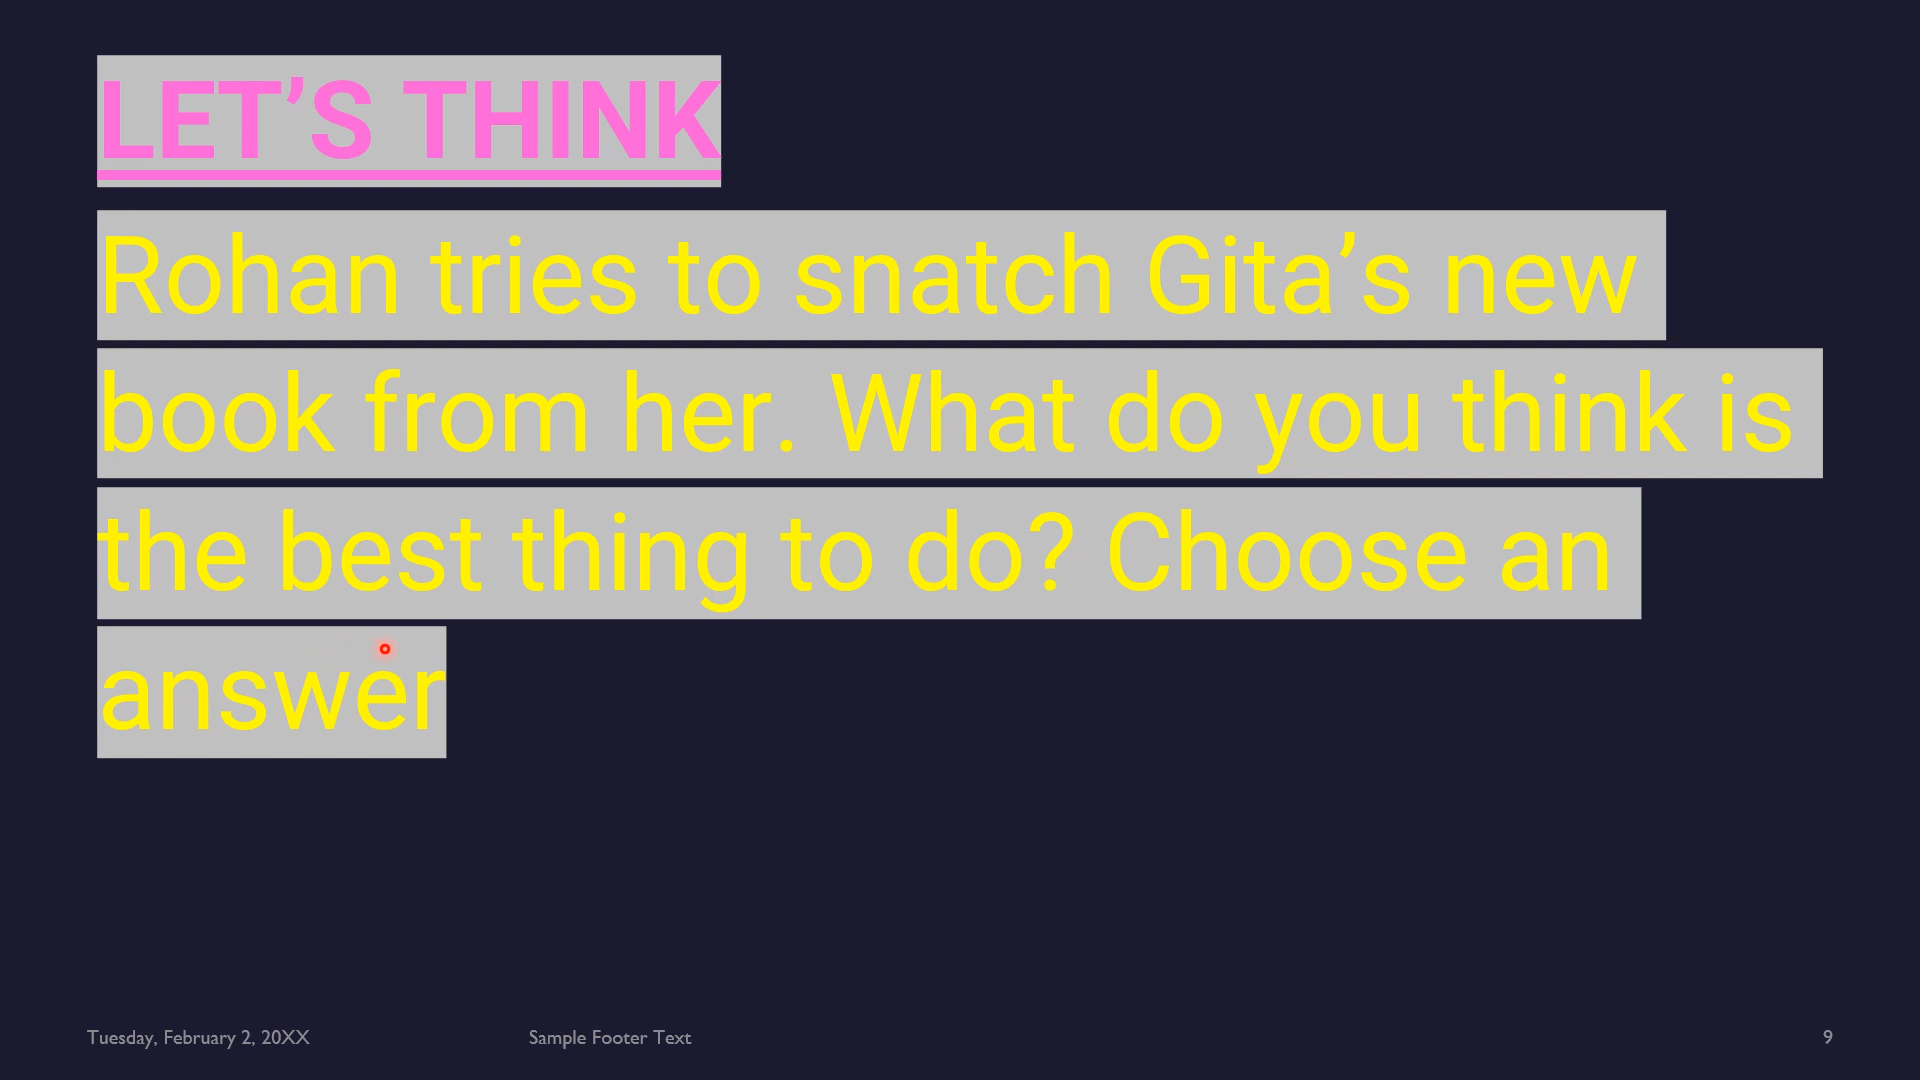 LET’S THINK
Rohan tries to snatch Gita’s new
book from her. What do you think is
the best thing to do? Choose an
answer
Tuesday, February 2, 20XX
Sample Footer Text
9